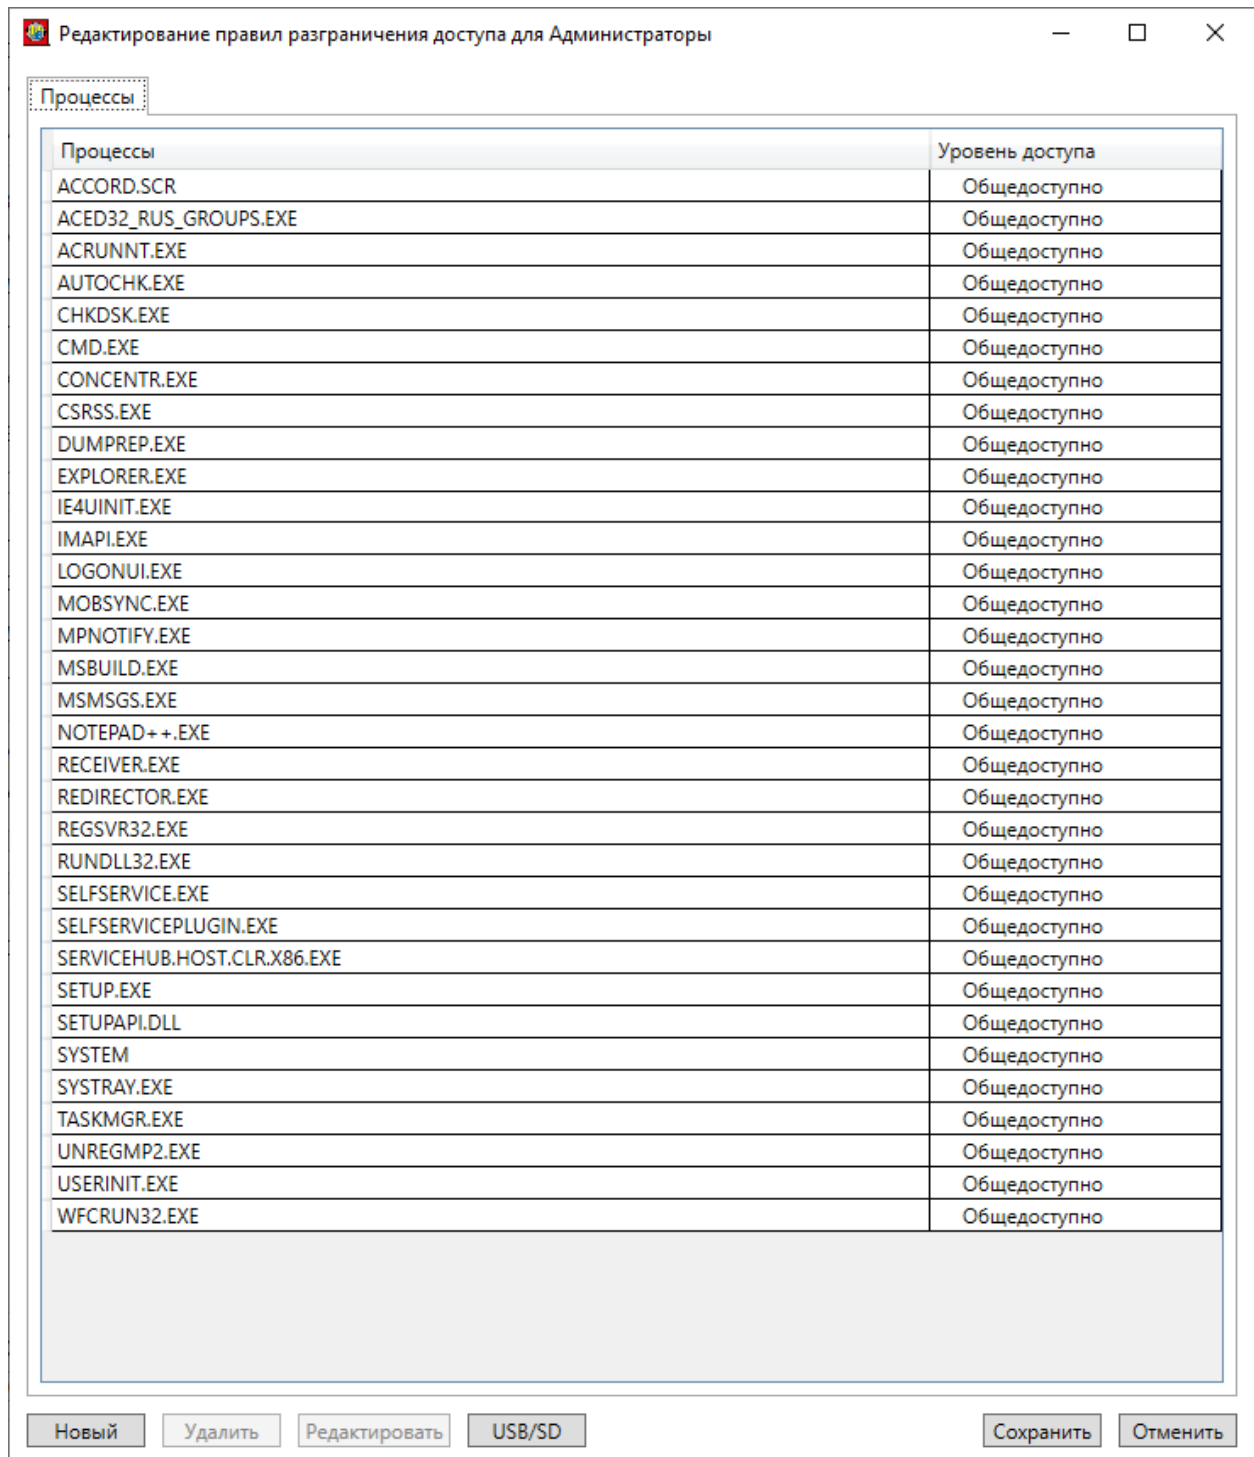 Редактирование правил разграничения доступа для Администраторы
Процессы
Процессы Уровень доступа
ACCORD.SCR Общедоступно
ACED32_RUS_GROUPS.EXE Общедоступно
ACRUNNT.EXE Общедоступно
AUTOCHK.EXE Общедоступно
CHKDSK.EXE Общедоступно
CMD.EXE Общедоступно
CONCENTR.EXE Общедоступно
CSRSS.EXE Общедоступно
DUMPREP.EXE Общедоступно
EXPLORER.EXE Общедоступно
IE4UINIT.EXE Общедоступно
IMAPI.EXE Общедоступно
LOGONUI.EXE Общедоступно
MOBSYNC.EXE Общедоступно
MPNOTIFY.EXE Общедоступно
MSBUILD.EXE Общедоступно
MSMSGS.EXE Общедоступно
NOTEPAD++.EXE Общедоступно
RECEIVER.EXE Общедоступно
REDIRECTOR.EXE Общедоступно
REGSVR32.EXE Общедоступно
RUNDLL32.EXE Общедоступно
SELFSERVICE.EXE Общедоступно
SELFSERVICEPLUGIN.EXE Общедоступно
SERVICEHUB.HOST.CLR.X86.EXE Общедоступно
SETUP.EXE Общедоступно
SETUPAPI.DLL Общедоступно
SYSTEM Общедоступно
SYSTRAY.EXE Общедоступно
TASKMGR.EXE Общедоступно
UNREGMP2.EXE Общедоступно
USERINIT.EXE Общедоступно
WFCRUN32.EXE Общедоступно
Новый Удалить Редактировать USB/SD Сохранить Отменить